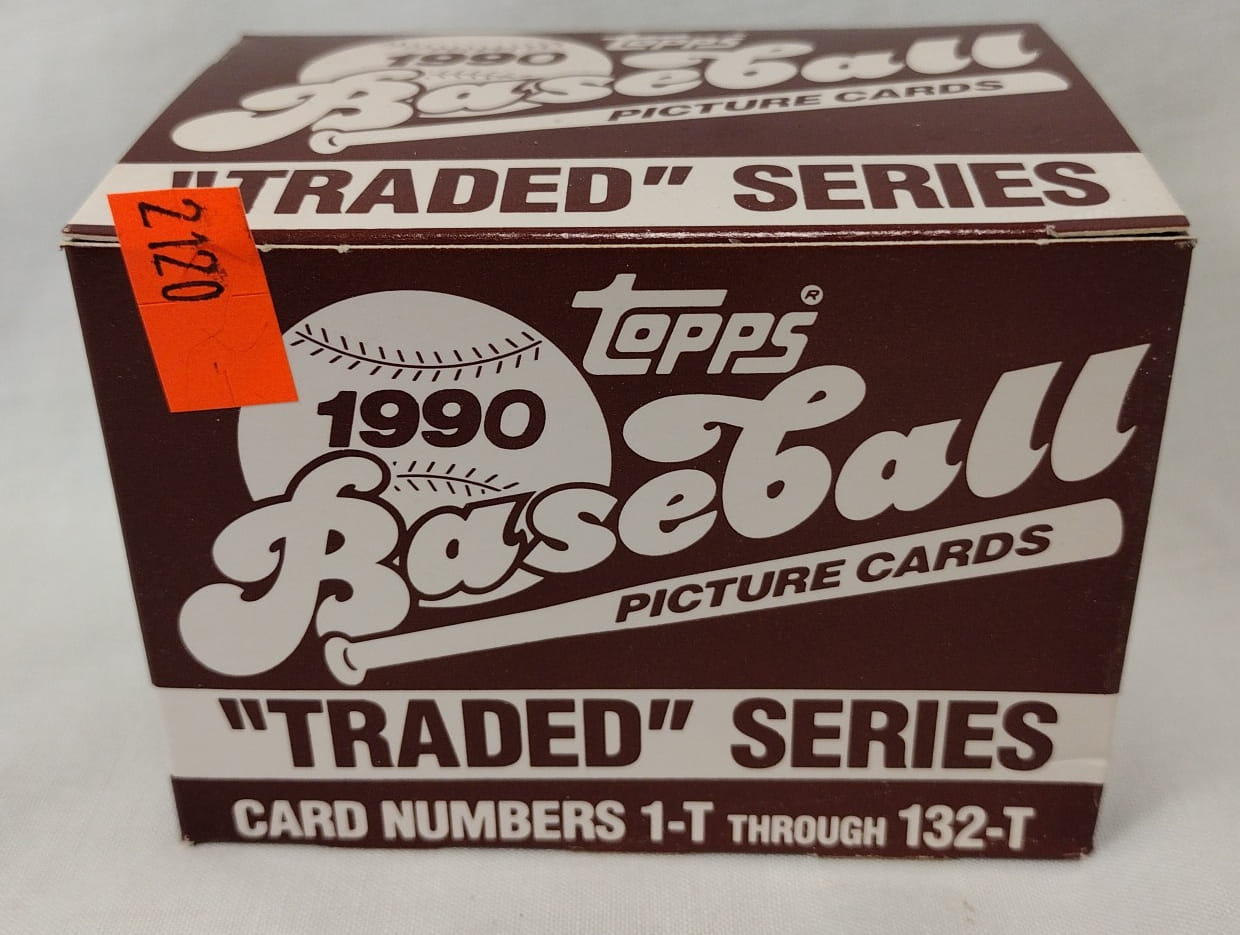 Topps
1990
Baseball
PICTURE CARDS
"TRADED" SERIES
2120
Topps®
1990
Baseball
PICTURE CARDS
"TRADED" SERIES
CARD NUMBERS 1-T THROUGH 132-T